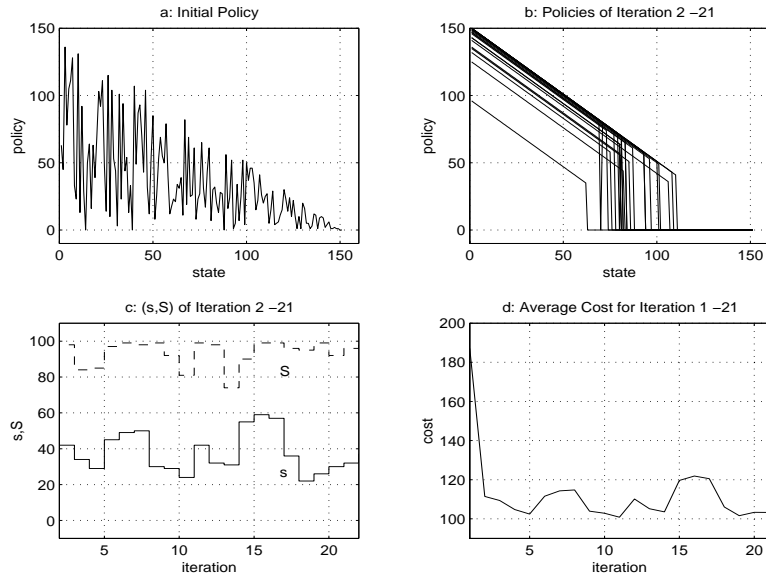 a: Initial Policy
150
100
50
0
policy
0 50 100 150
state
b: Policies of Iteration 2 −21
150
100
50
0
policy
0 50 100 150
state
c: (s,S) of Iteration 2 −21
100
80
60
40
20
0
s,S
S
s
5 10 15 20
iteration
d: Average Cost for Iteration 1 −21
200
180
160
140
120
100
cost
5 10 15 20
iteration